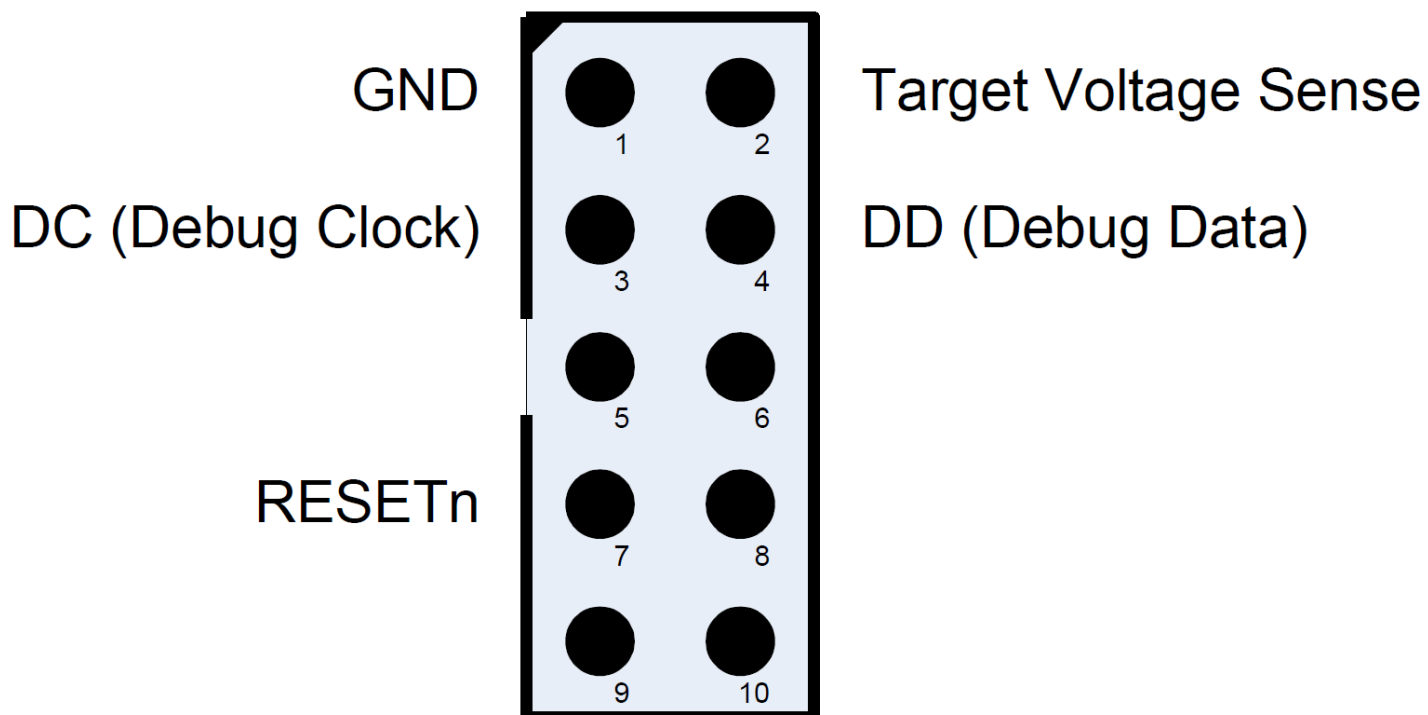 GND Target Voltage Sense
1 2
DC (Debug Clock) DD (Debug Data)
3 4
5 6
RESETn
7 8
9 10